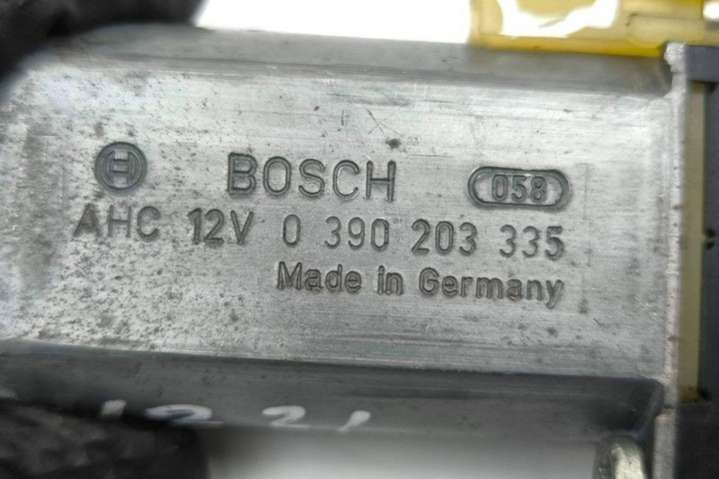 BOSCH 058
AHC 12V 0 390 203 335
Made in Germany